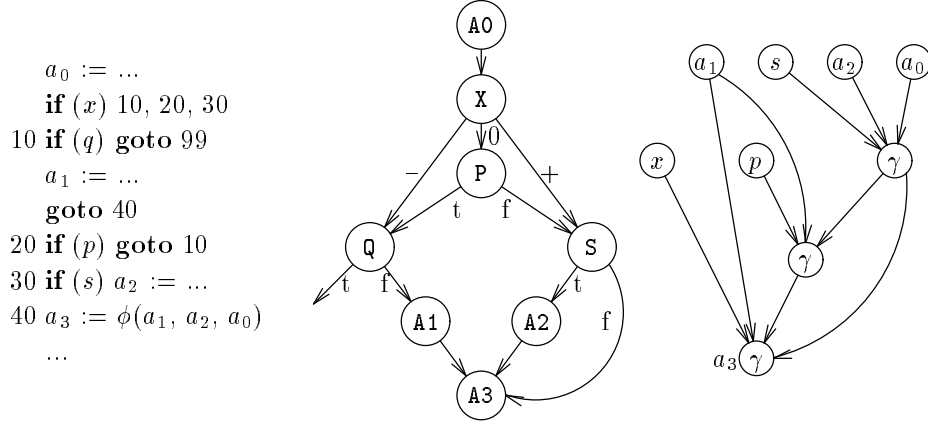 a₀ := ...
if (x) 10, 20, 30
10 if (q) goto 99
a₁ := ...
goto 40
20 if (p) goto 10
30 if (s) a₂ := ...
40 a₃ := ϕ(a₁, a₂, a₀)
...
A0
X
− 0 +
P
t f
Q S
t f t
A1 A2 f
A3
a₁ s a₂ a₀
x p γ
γ
a₃ γ